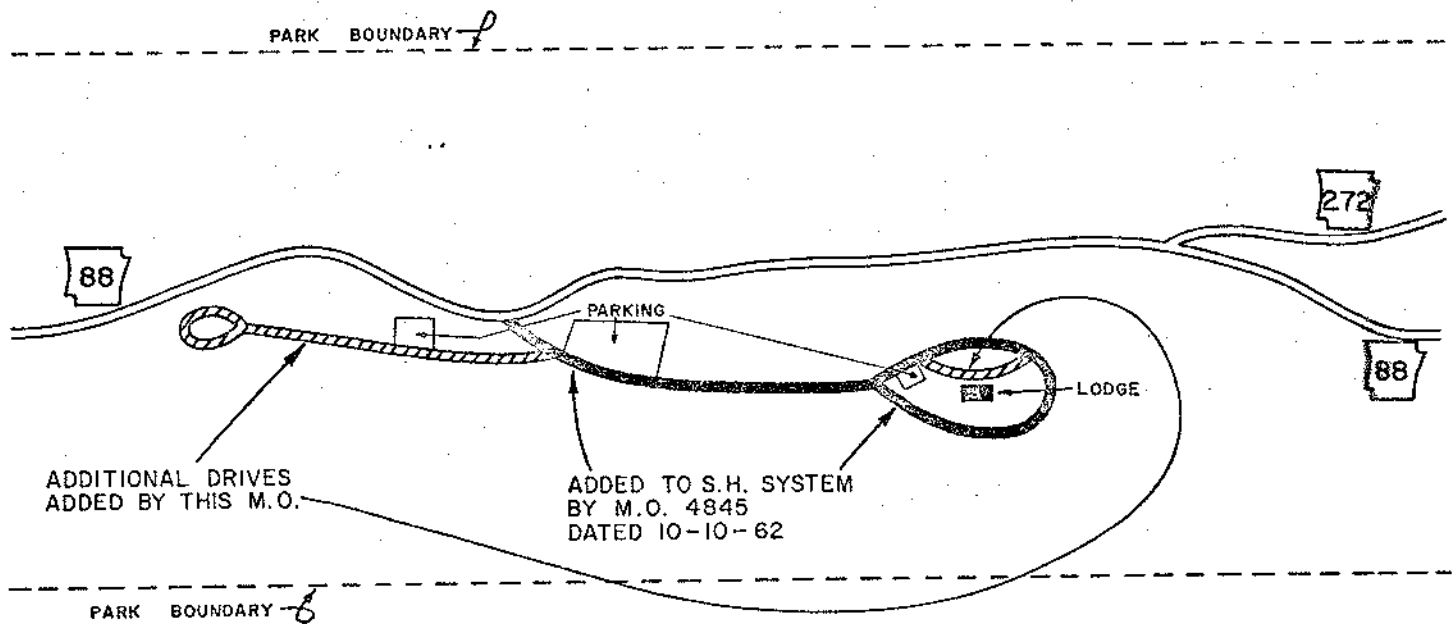 PARK BOUNDARY
272
88
PARKING
88
LODGE
ADDITIONAL DRIVES
ADDED BY THIS M.O.
ADDED TO S.H. SYSTEM
BY M.O. 4845
DATED 10-10-62
PARK BOUNDARY